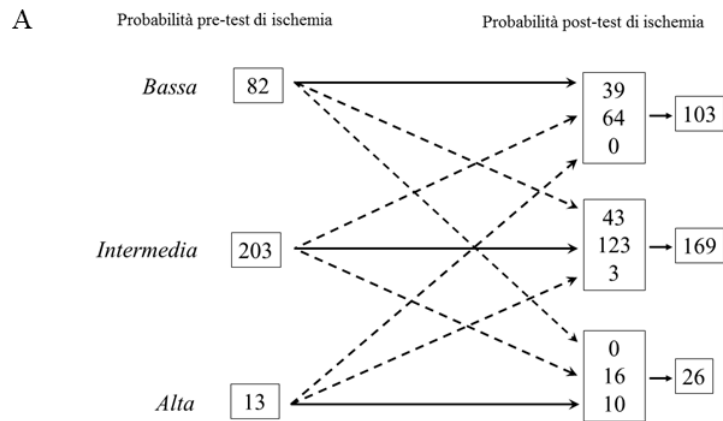 A
Probabilità pre-test di ischemia
Probabilità post-test di ischemia
Bassa
82
39
64
0
103
Intermedia
203
43
123
3
169
Alta
13
0
16
10
26